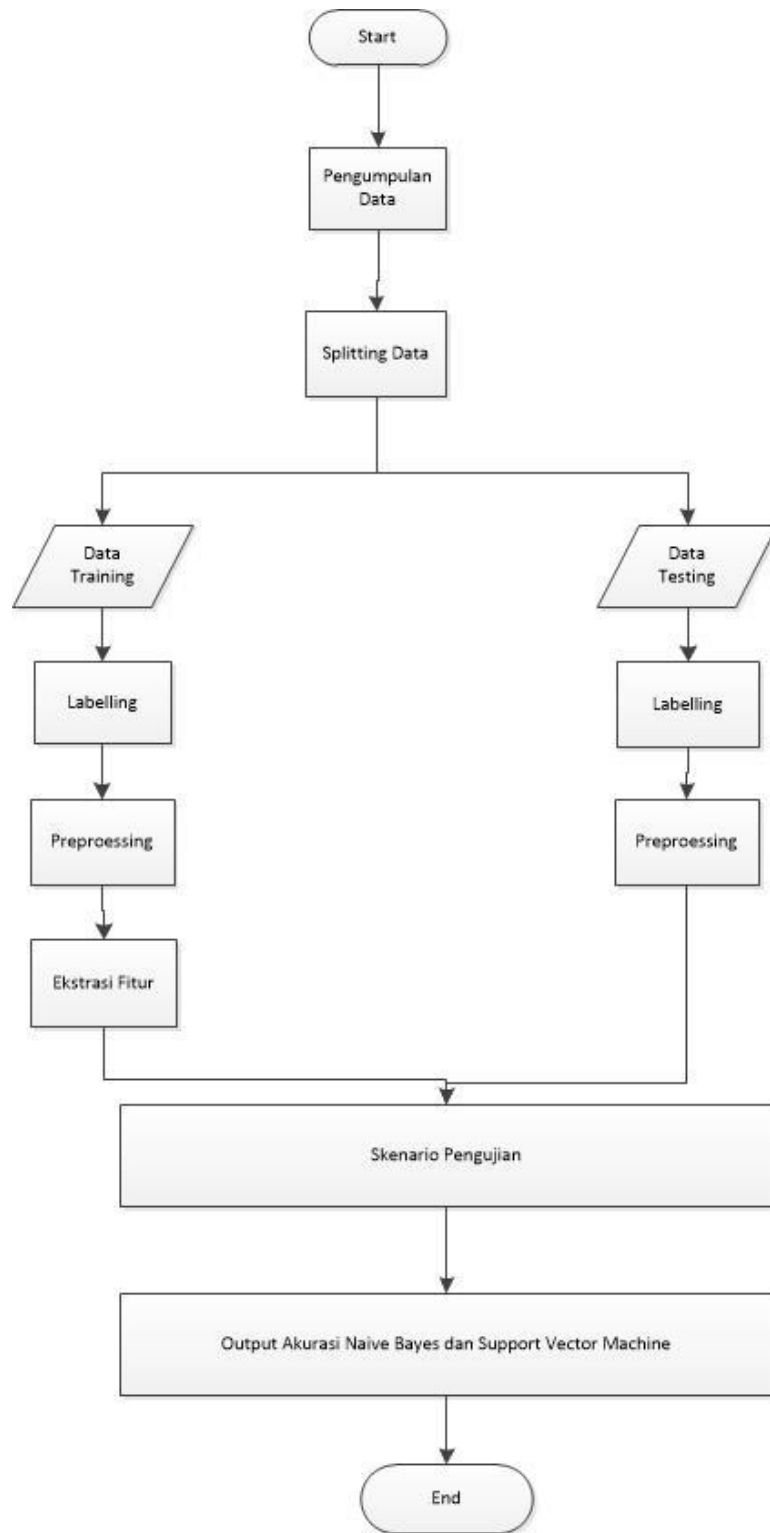 Start
Pengumpulan
Data
Splitting Data
Data
Training
Data
Testing
Labelling
Labelling
Preproessing
Preproessing
Ekstrasi Fitur
Skenario Pengujian
Output Akurasi Naive Bayes dan Support Vector Machine
End